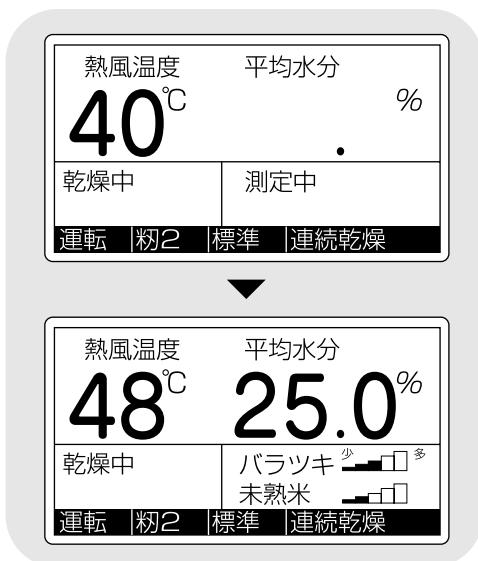 熱風温度 平均水分
40℃ . %
乾燥中 測定中
運転 籾2 標準 連続乾燥
熱風温度 平均水分
48℃ 25.0%
乾燥中 バラツキ 少 多
未熟米
運転 籾2 標準 連続乾燥